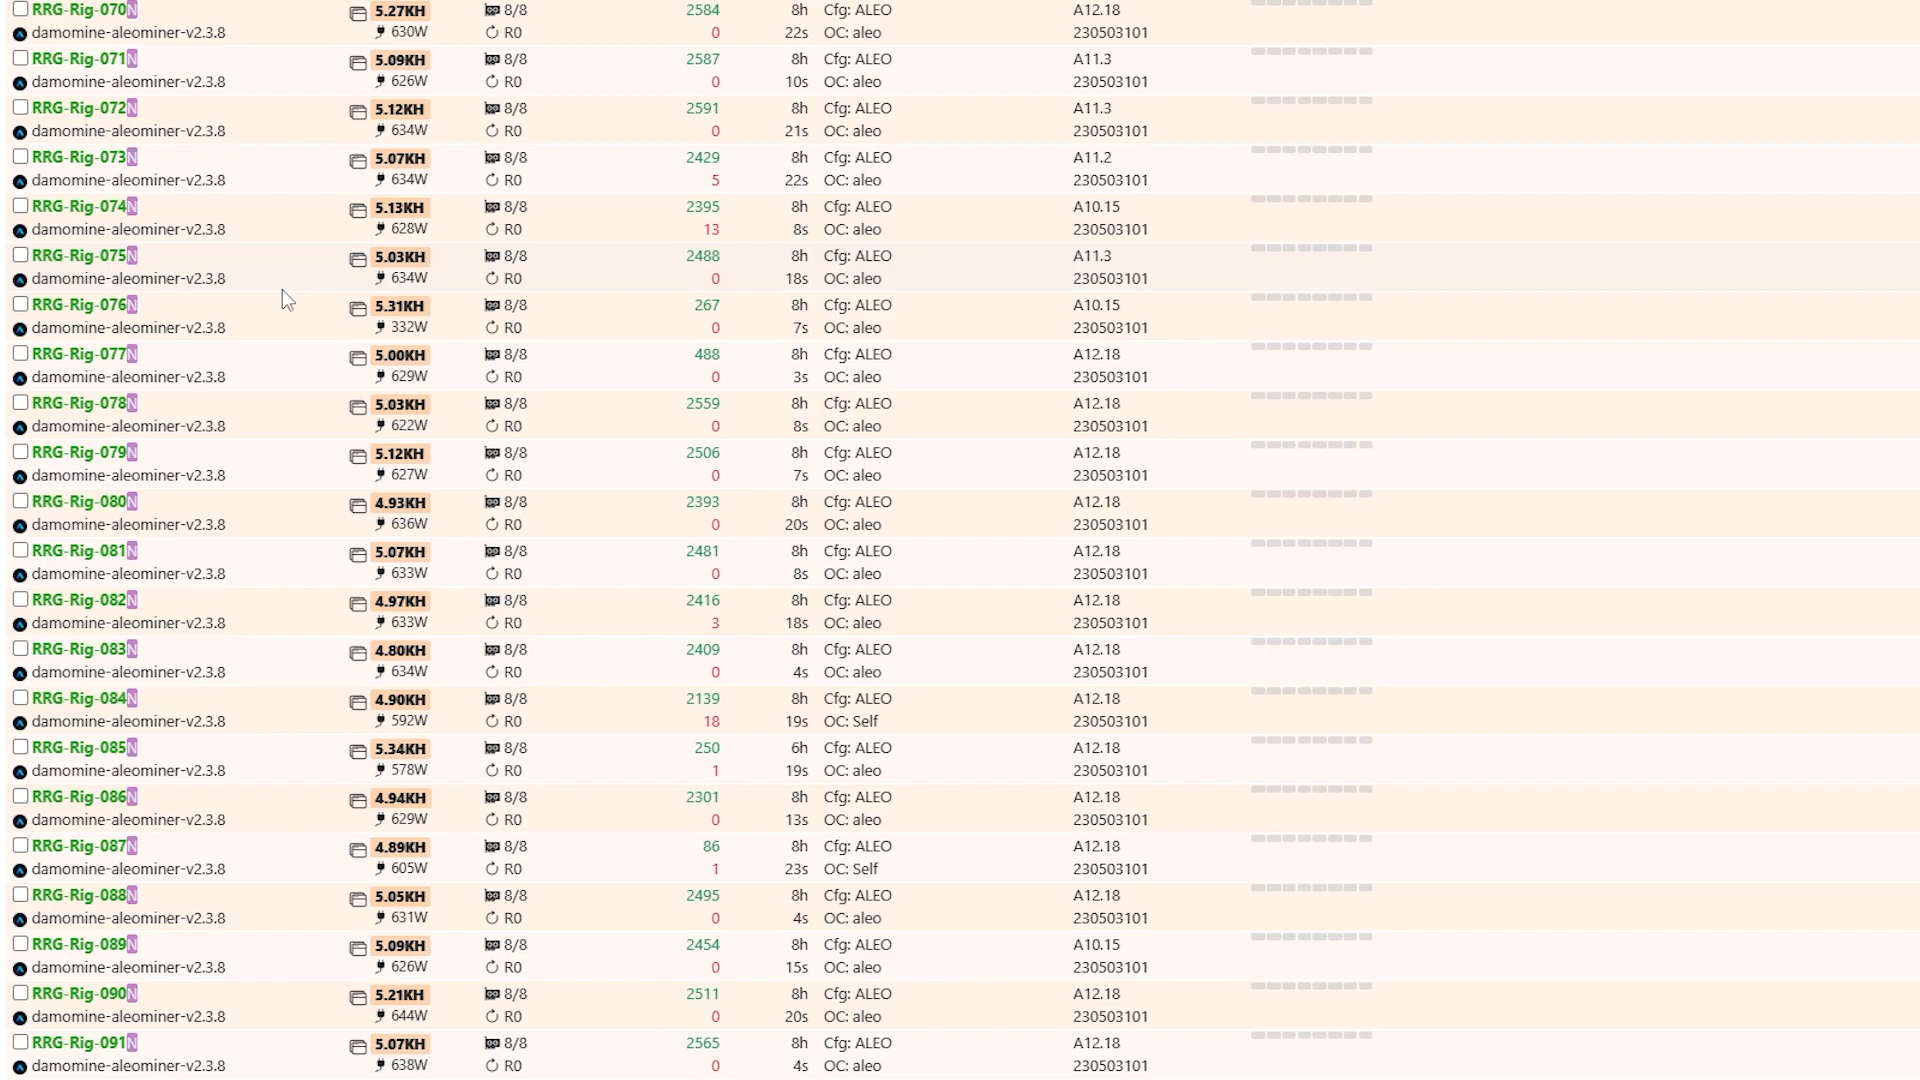 RRG-Rig-070N 5.27KH 8/8 2584 8h Cfg: ALEO A12.18
damomine-aleominer-v2.3.8 630W R0 0 22s OC: aleo 230503101
RRG-Rig-071N 5.09KH 8/8 2587 8h Cfg: ALEO A11.3
damomine-aleominer-v2.3.8 626W R0 0 10s OC: aleo 230503101
RRG-Rig-072N 5.12KH 8/8 2591 8h Cfg: ALEO A11.3
damomine-aleominer-v2.3.8 634W R0 0 21s OC: aleo 230503101
RRG-Rig-073N 5.07KH 8/8 2429 8h Cfg: ALEO A11.2
damomine-aleominer-v2.3.8 634W R0 5 22s OC: aleo 230503101
RRG-Rig-074N 5.13KH 8/8 2395 8h Cfg: ALEO A10.15
damomine-aleominer-v2.3.8 628W R0 13 8s OC: aleo 230503101
RRG-Rig-075N 5.03KH 8/8 2488 8h Cfg: ALEO A11.3
damomine-aleominer-v2.3.8 634W R0 0 18s OC: aleo 230503101
RRG-Rig-076N 5.31KH 8/8 267 8h Cfg: ALEO A10.15
damomine-aleominer-v2.3.8 332W R0 0 7s OC: aleo 230503101
RRG-Rig-077N 5.00KH 8/8 488 8h Cfg: ALEO A12.18
damomine-aleominer-v2.3.8 629W R0 0 3s OC: aleo 230503101
RRG-Rig-078N 5.03KH 8/8 2559 8h Cfg: ALEO A12.18
damomine-aleominer-v2.3.8 622W R0 0 8s OC: aleo 230503101
RRG-Rig-079N 5.12KH 8/8 2506 8h Cfg: ALEO A12.18
damomine-aleominer-v2.3.8 627W R0 0 7s OC: aleo 230503101
RRG-Rig-080N 4.93KH 8/8 2393 8h Cfg: ALEO A12.18
damomine-aleominer-v2.3.8 636W R0 0 20s OC: aleo 230503101
RRG-Rig-081N 5.07KH 8/8 2481 8h Cfg: ALEO A12.18
damomine-aleominer-v2.3.8 633W R0 0 8s OC: aleo 230503101
RRG-Rig-082N 4.97KH 8/8 2416 8h Cfg: ALEO A12.18
damomine-aleominer-v2.3.8 633W R0 3 18s OC: aleo 230503101
RRG-Rig-083N 4.80KH 8/8 2409 8h Cfg: ALEO A12.18
damomine-aleominer-v2.3.8 634W R0 0 4s OC: aleo 230503101
RRG-Rig-084N 4.90KH 8/8 2139 8h Cfg: ALEO A12.18
damomine-aleominer-v2.3.8 592W R0 18 19s OC: Self 230503101
RRG-Rig-085N 5.34KH 8/8 250 6h Cfg: ALEO A12.18
damomine-aleominer-v2.3.8 578W R0 1 19s OC: aleo 230503101
RRG-Rig-086N 4.94KH 8/8 2301 8h Cfg: ALEO A12.18
damomine-aleominer-v2.3.8 629W R0 0 13s OC: aleo 230503101
RRG-Rig-087N 4.89KH 8/8 86 8h Cfg: ALEO A12.18
damomine-aleominer-v2.3.8 605W R0 1 23s OC: Self 230503101
RRG-Rig-088N 5.05KH 8/8 2495 8h Cfg: ALEO A12.18
damomine-aleominer-v2.3.8 631W R0 0 4s OC: aleo 230503101
RRG-Rig-089N 5.09KH 8/8 2454 8h Cfg: ALEO A10.15
damomine-aleominer-v2.3.8 626W R0 0 15s OC: aleo 230503101
RRG-Rig-090N 5.21KH 8/8 2511 8h Cfg: ALEO A12.18
damomine-aleominer-v2.3.8 644W R0 0 20s OC: aleo 230503101
RRG-Rig-091N 5.07KH 8/8 2565 8h Cfg: ALEO A12.18
damomine-aleominer-v2.3.8 638W R0 0 4s OC: aleo 230503101